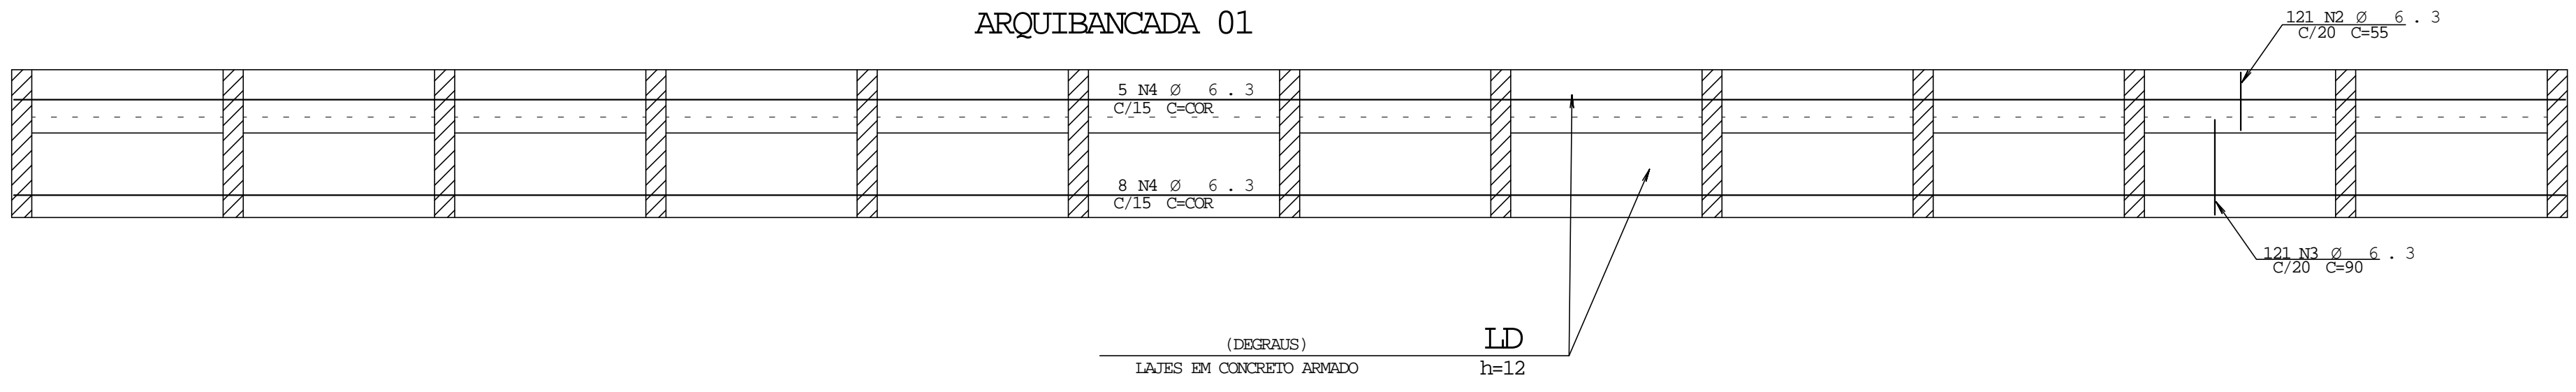 ARQUIBANCADA 01
121 N2 Ø 6.3
C/20 C=55
5 N4 Ø 6.3
C/15 C=COR
8 N4 Ø 6.3
C/15 C=COR
121 N3 Ø 6.3
C/20 C=90
(DEGRAUS) LD
LAJES EM CONCRETO ARMADO h=12